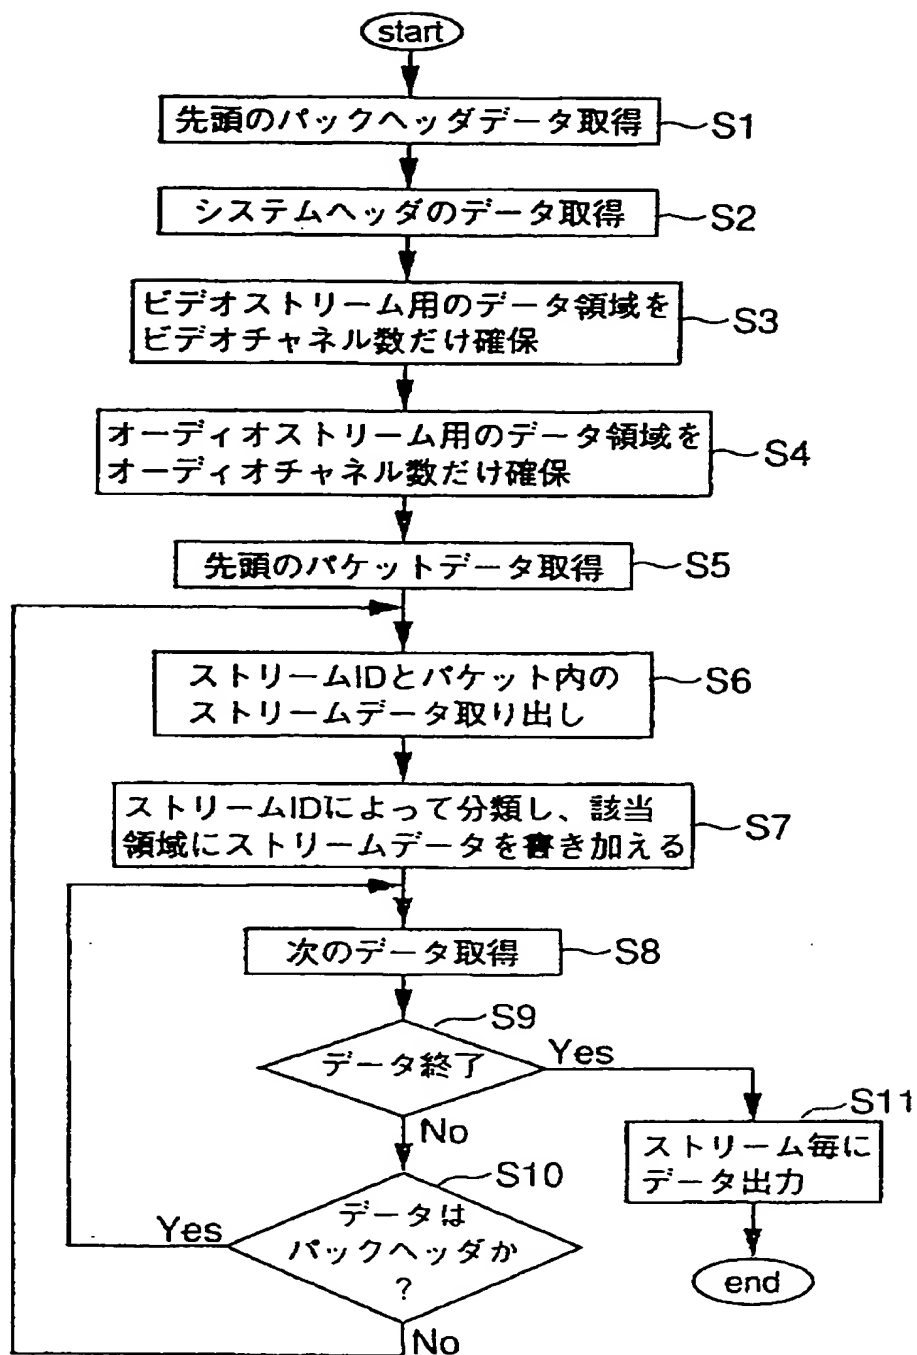 start
先頭のパックヘッダデータ取得
S1
システムヘッダのデータ取得
S2
ビデオストリーム用のデータ領域を
ビデオチャネル数だけ確保
S3
オーディオストリーム用のデータ領域を
オーディオチャネル数だけ確保
S4
先頭のパケットデータ取得
S5
ストリームIDとパケット内の
ストリームデータ取り出し
S6
ストリームIDによって分類し、該当
領域にストリームデータを書き加える
S7
次のデータ取得
S8
S9
データ終了
Yes
No
S11
ストリーム毎に
データ出力
S10
データは
パックヘッダか
?
Yes
No
end